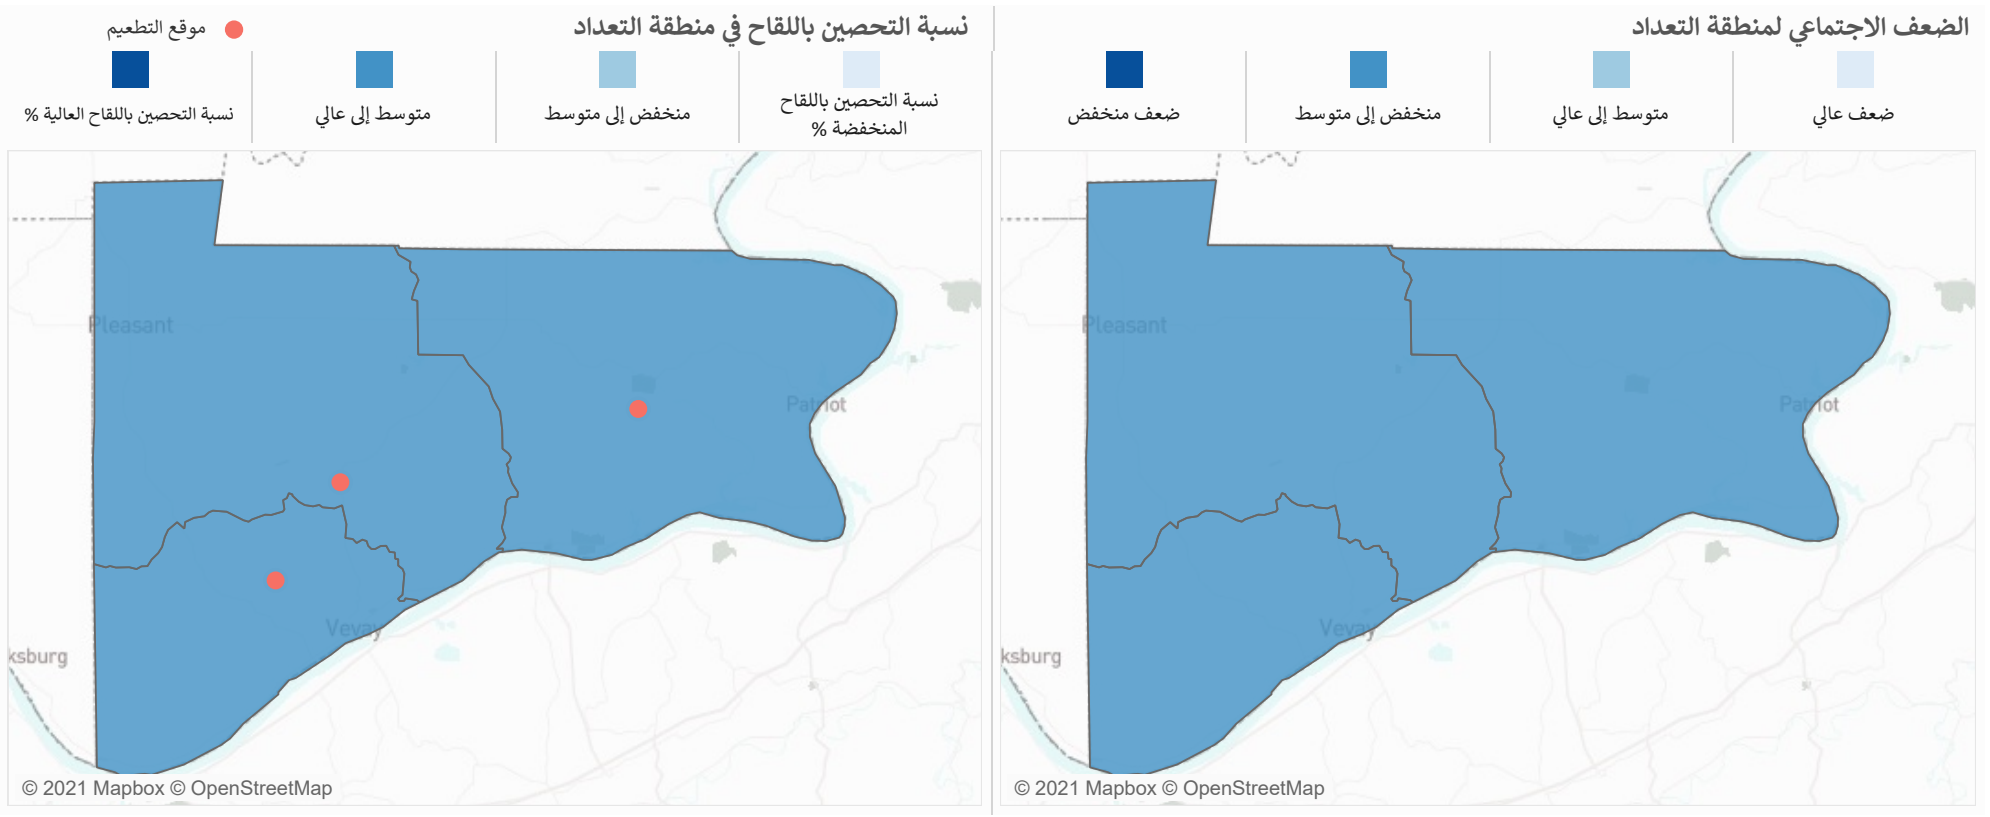 الضعف الاجتماعي لمنطقة التعداد
ضعف عالي
متوسط إلى عالي
منخفض إلى متوسط
ضعف منخفض
Pleasant
Patriot
Vevay
ksburg
© 2021 Mapbox © OpenStreetMap
نسبة التحصين باللقاح في منطقة التعداد
موقع التطعيم
نسبة التحصين باللقاح
المنخفضة %
منخفض إلى متوسط
متوسط إلى عالي
نسبة التحصين باللقاح العالية %
Pleasant
Patriot
Vevay
ksburg
© 2021 Mapbox © OpenStreetMap